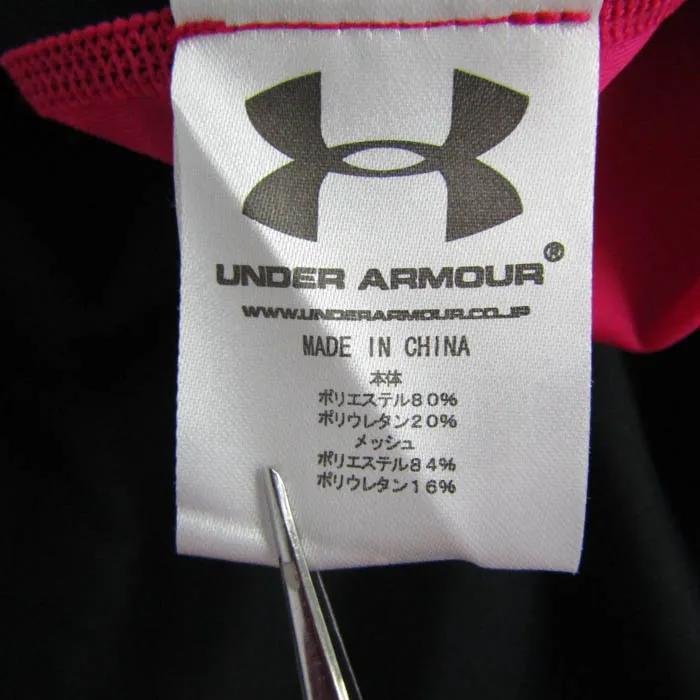 UNDER ARMOUR®
WWW.UNDERARMOUR.CO.JP
MADE IN CHINA
本体
ポリエステル80%
ポリウレタン20%
メッシュ
ポリエステル84%
ポリウレタン16%